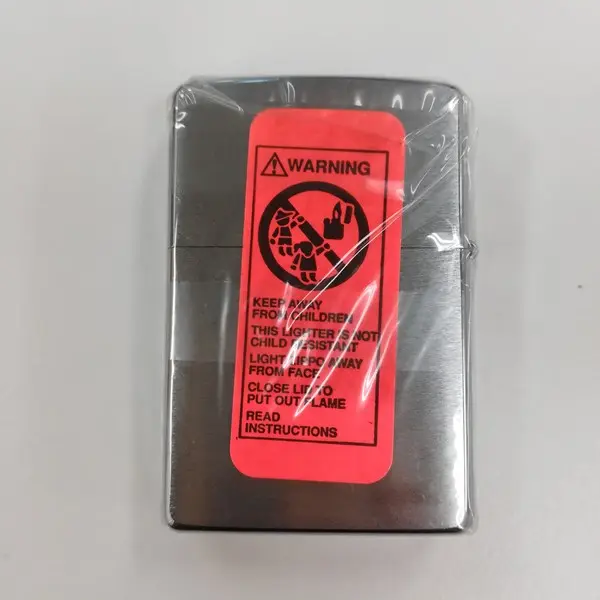 WARNING
KEEP AWAY
FROM CHILDREN
THIS LIGHTER IS NOT
CHILD RESISTANT
LIGHT ZIPPO AWAY
FROM FACE
CLOSE LID TO
PUT OUT FLAME
READ
INSTRUCTIONS